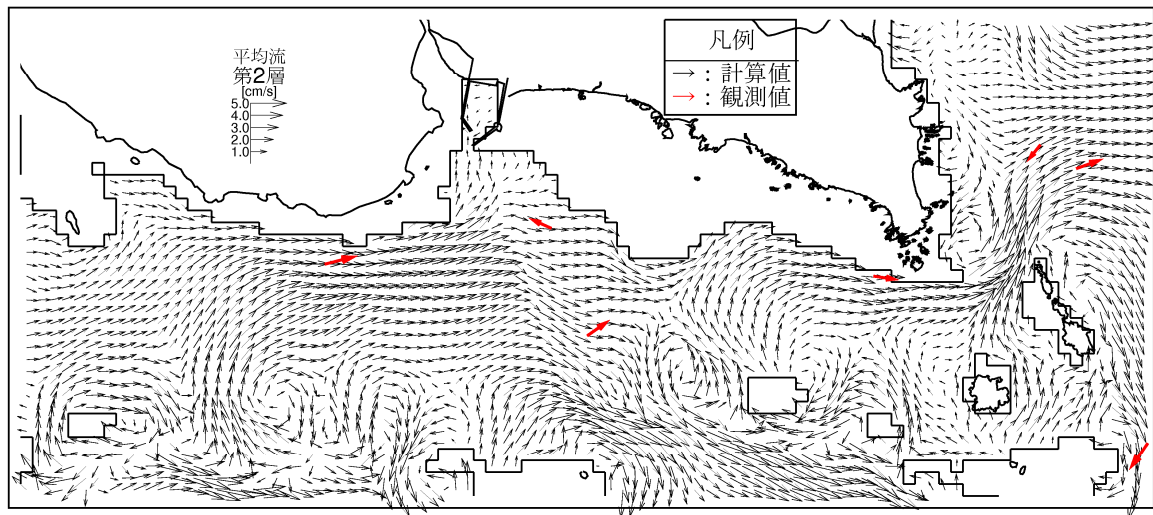 平均流
第2層
[cm/s]
5.0
4.0
3.0
2.0
1.0
凡例
→ : 計算値
→ : 観測値